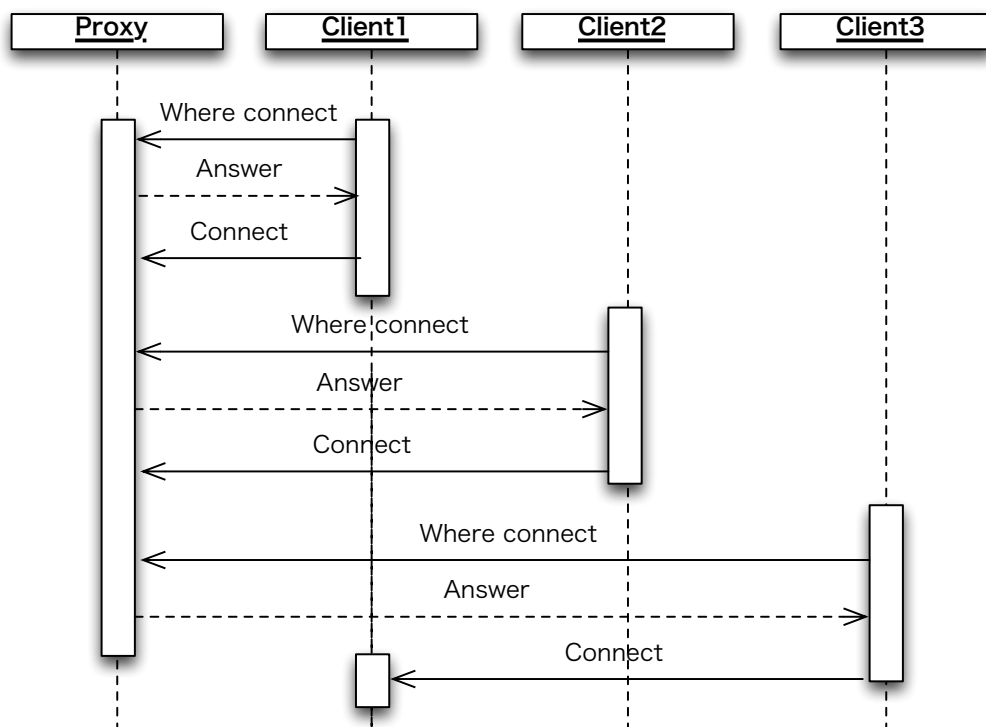 Proxy
Client1
Client2
Client3
Where connect
Answer
Connect
Where connect
Answer
Connect
Where connect
Answer
Connect